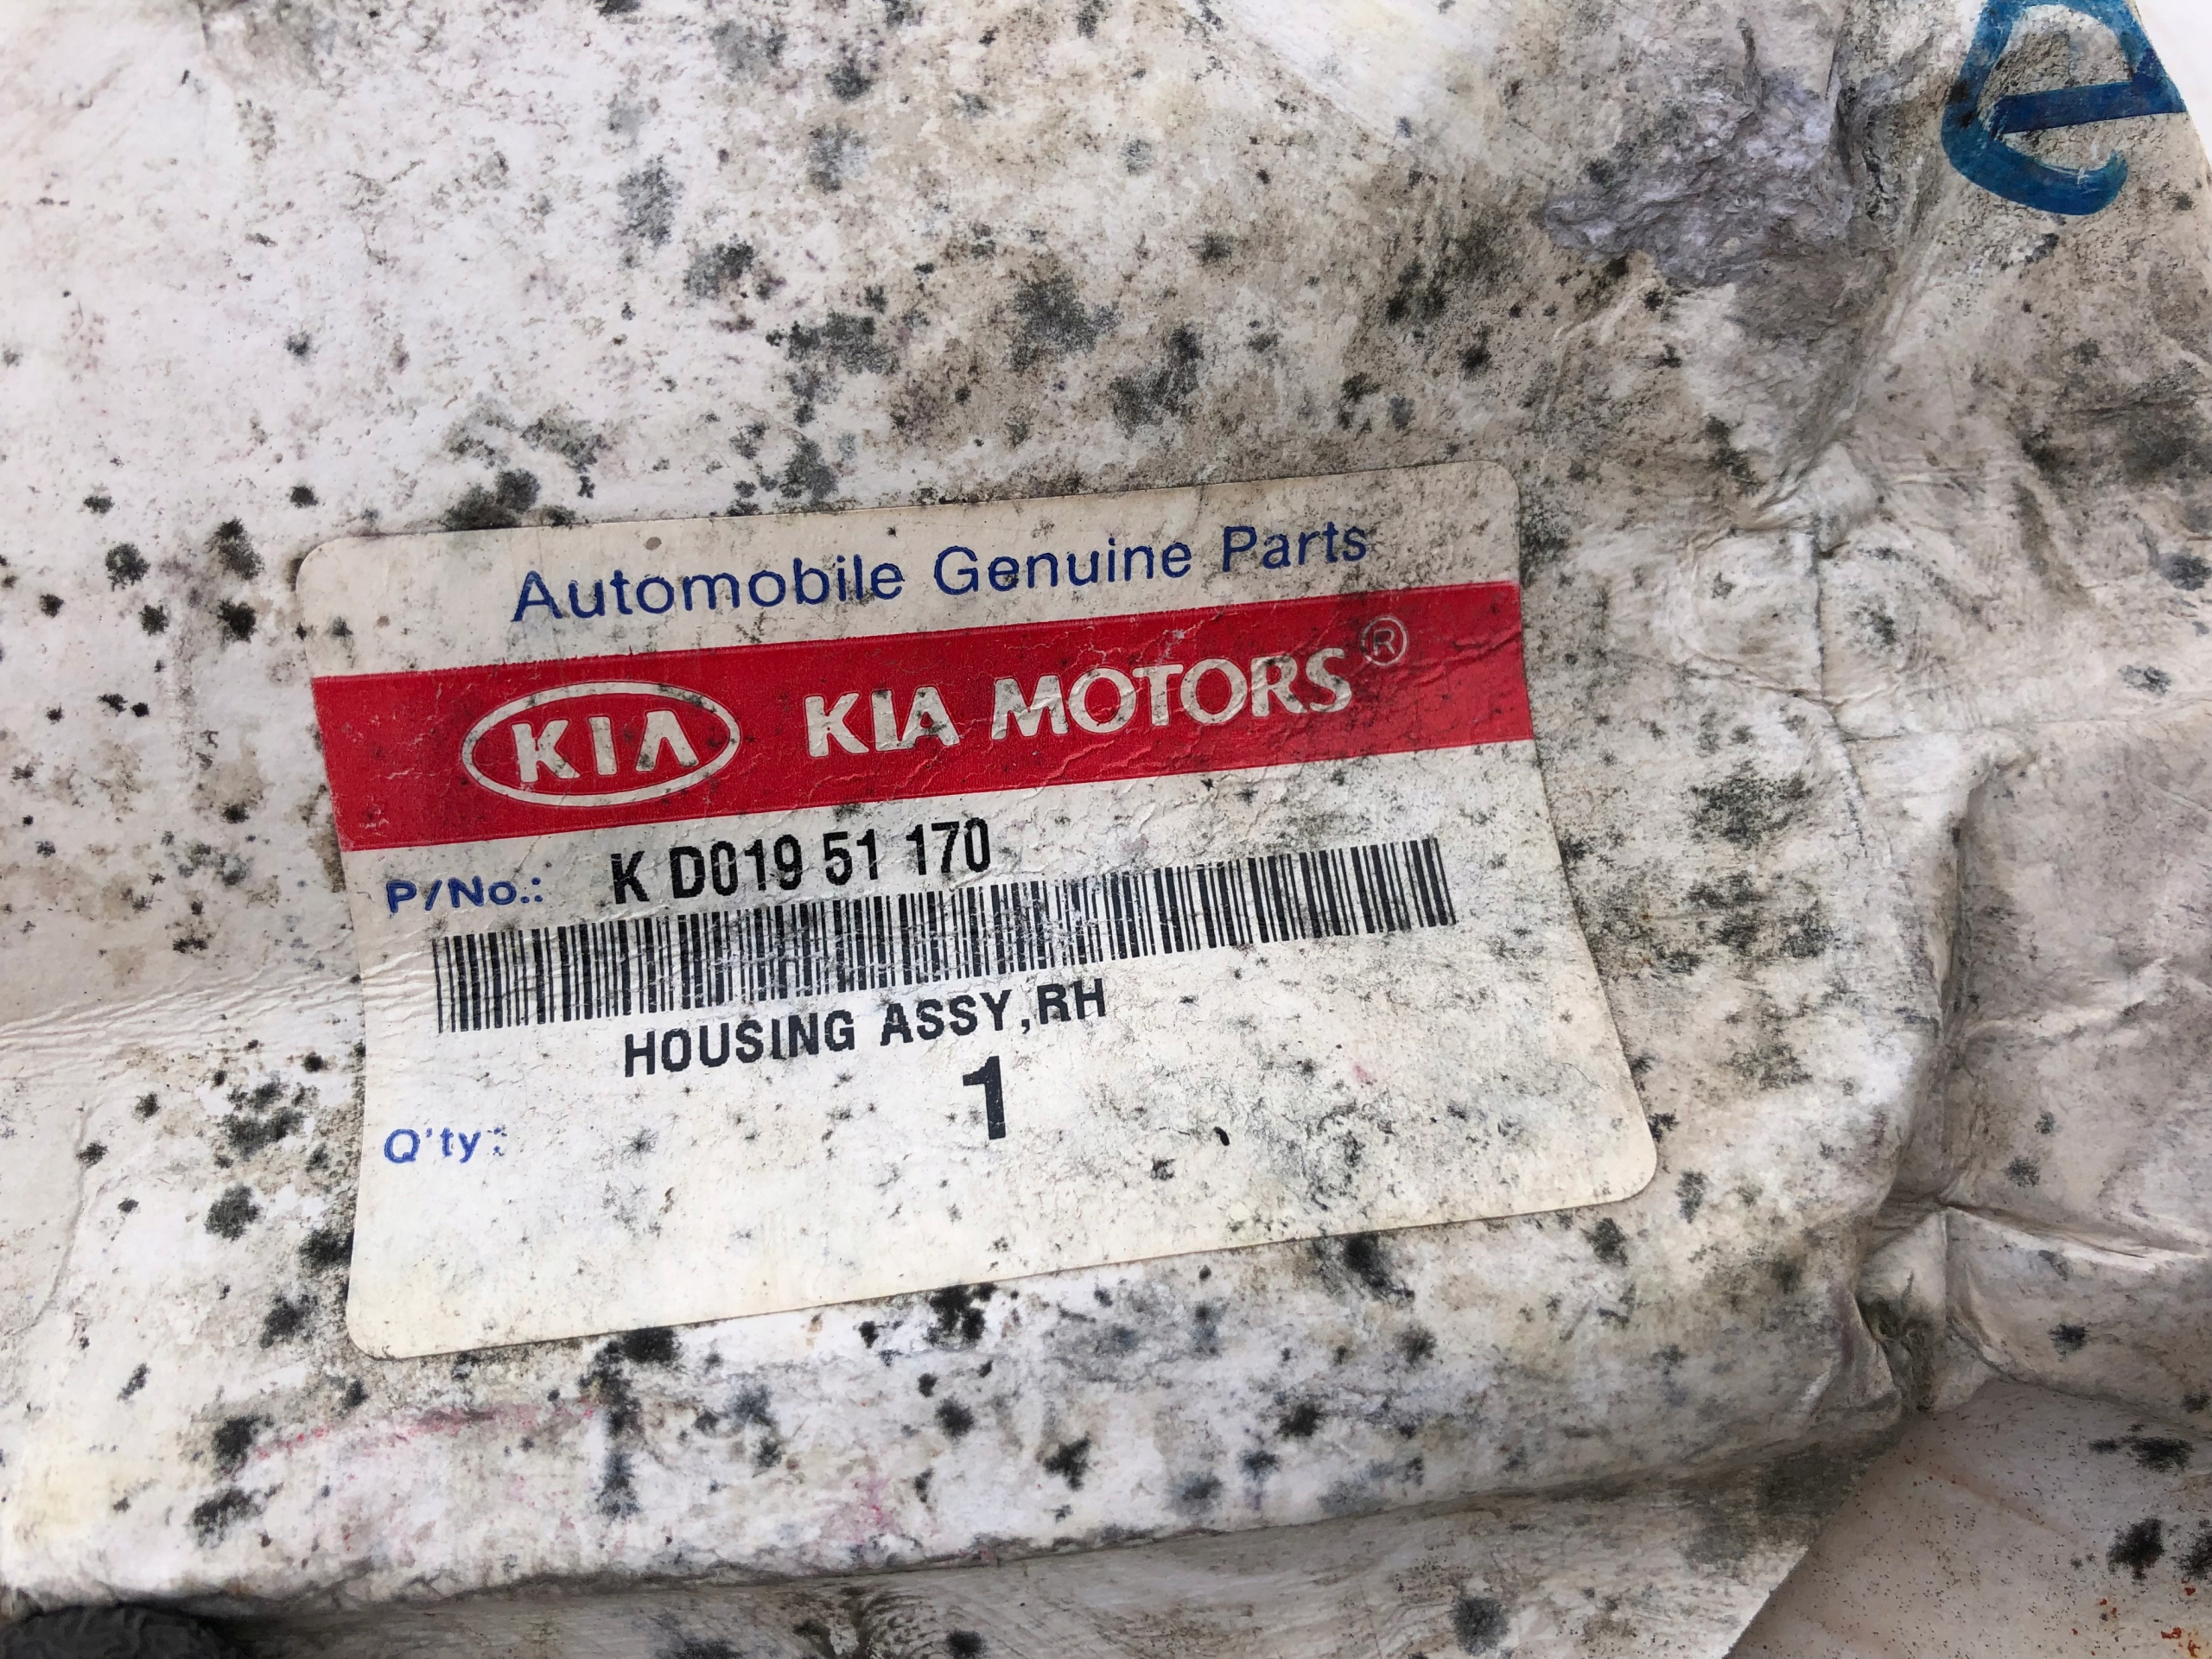 e
Automobile Genuine Parts
KIA KIA MOTORS®
P/No.: K D019 51 170
HOUSING ASSY,RH
Q'ty: 1